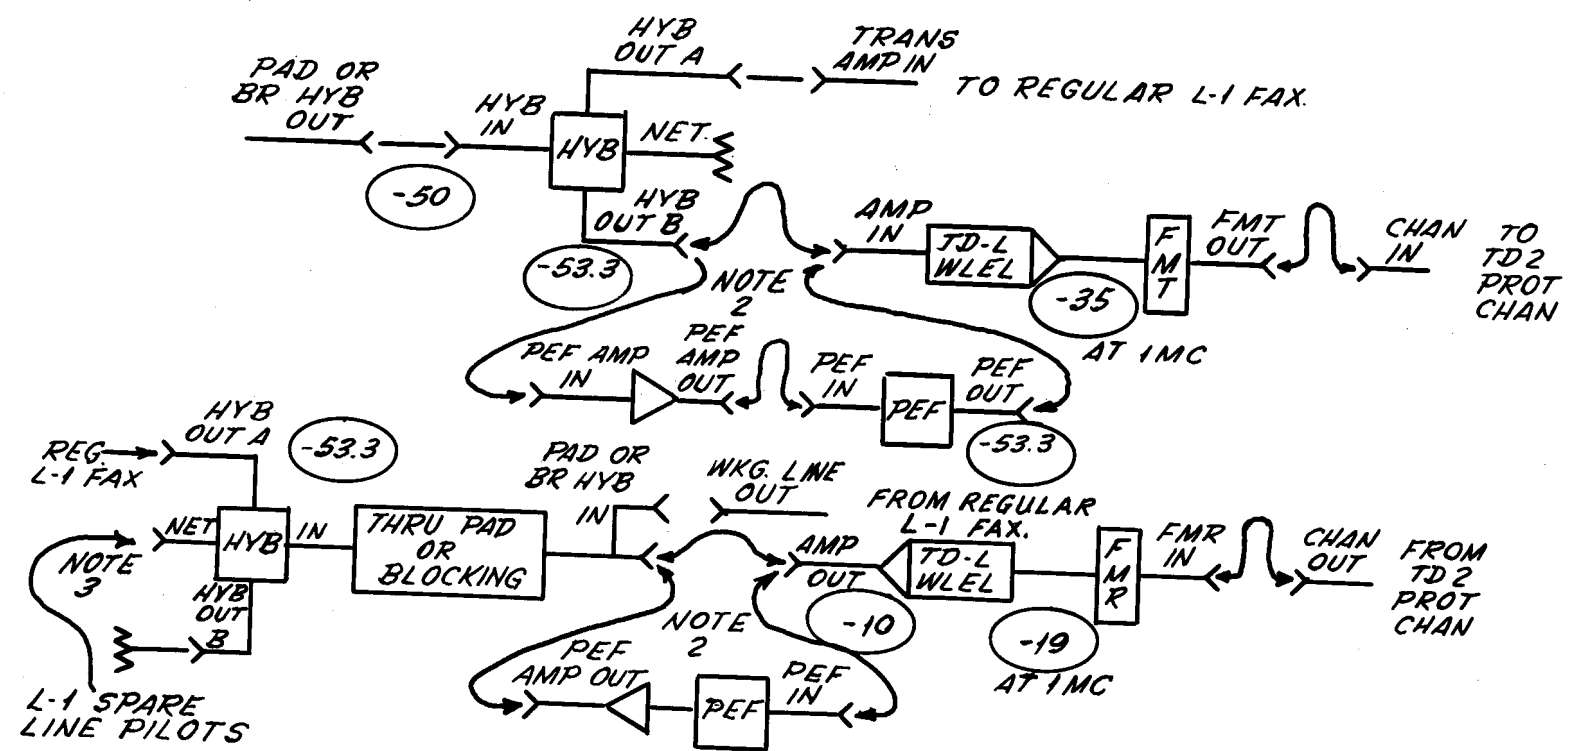 HYB
OUT A
TRANS
AMP IN
TO REGULAR L-1 FAX.
PAD OR
BR HYB
OUT
HYB
IN
HYB
NET.
-50
HYB
OUT B
-53.3
NOTE
2
AMP
IN
TD-L
WLEL
-35
AT 1MC
FMT
FMT
OUT
CHAN
IN
TO
TD2
PROT
CHAN
PEF AMP
IN
PEF
AMP
OUT
PEF
IN
PEF
PEF
OUT
-53.3
HYB
OUT A
-53.3
REG.
L-1 FAX
NET
HYB
IN
NOTE
3
HYB
OUT
B
L-1 SPARE
LINE PILOTS
THRU PAD
OR
BLOCKING
PAD OR
BR HYB
IN
WKG. LINE
OUT
FROM REGULAR
L-1 FAX.
AMP
OUT
TD-L
WLEL
-10
-19
AT 1MC
FMR
FMR
IN
CHAN
OUT
FROM
TD2
PROT
CHAN
NOTE
2
PEF
AMP OUT
PEF
PEF
IN